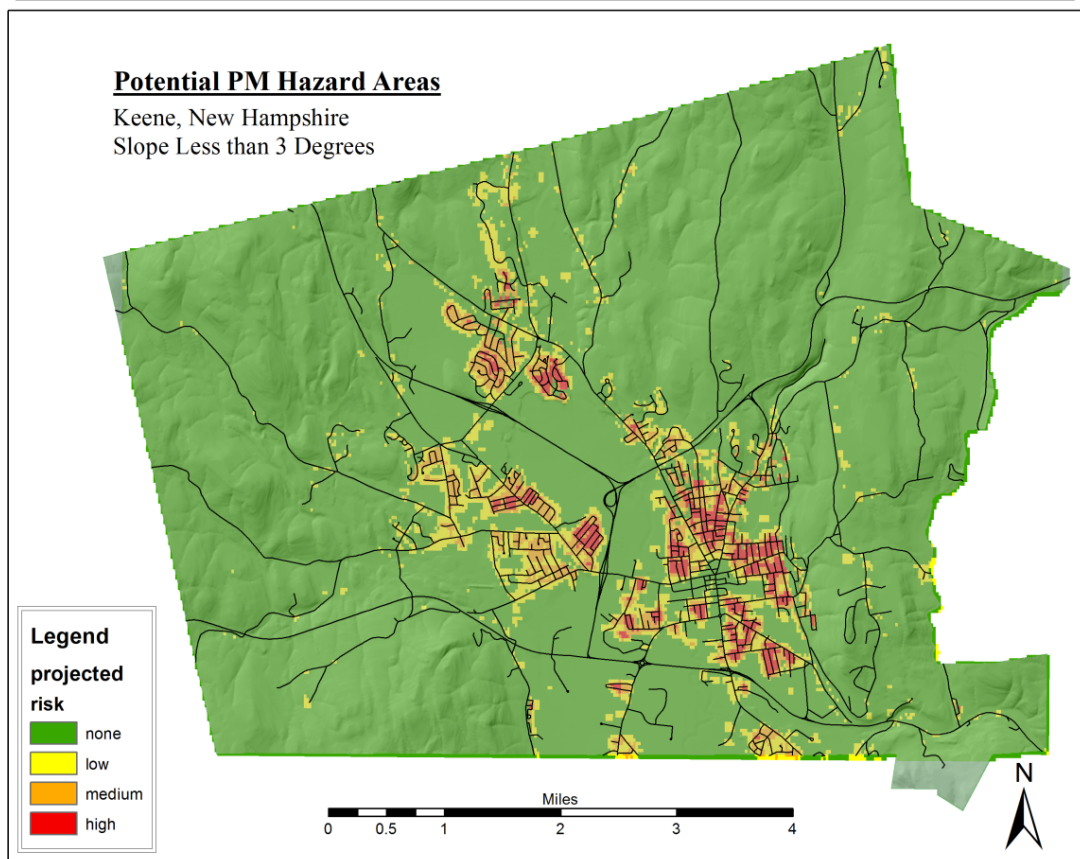 Potential PM Hazard Areas
Keene, New Hampshire
Slope Less than 3 Degrees
Legend
projected
risk
none
low
medium
high
Miles
0 0.5 1 2 3 4
N